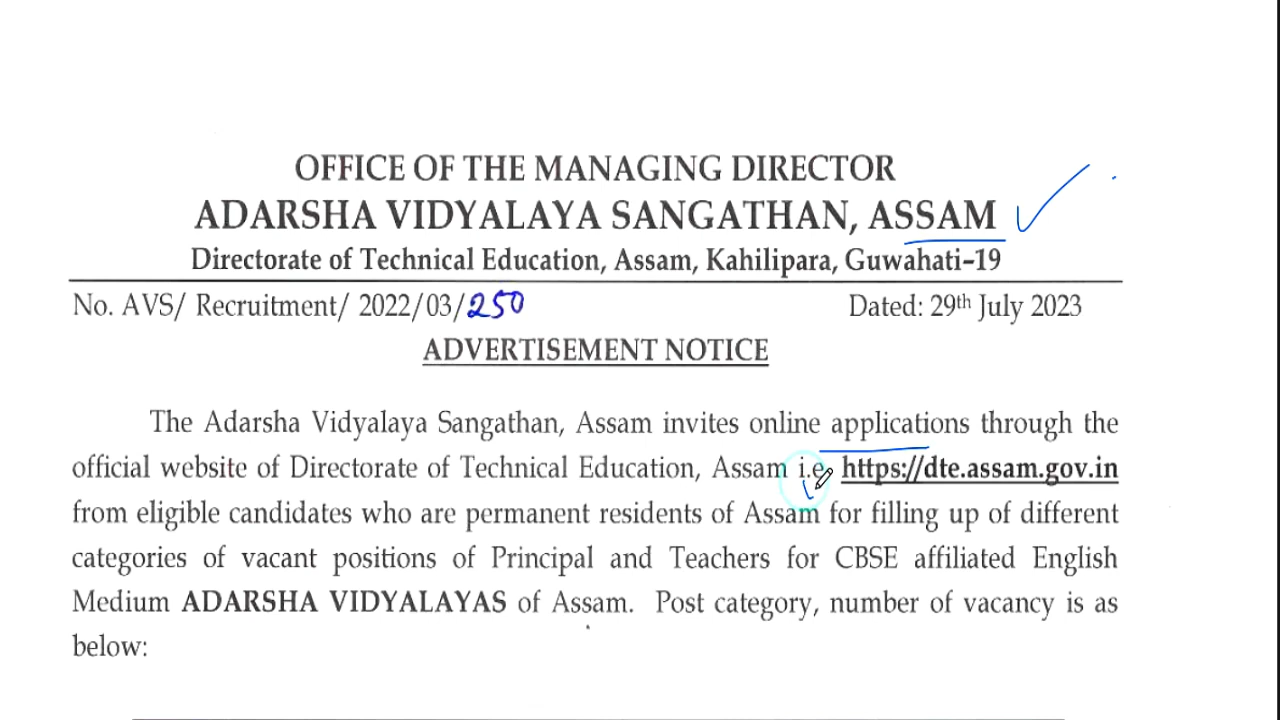 OFFICE OF THE MANAGING DIRECTOR
ADARSHA VIDYALAYA SANGATHAN, ASSAM
Directorate of Technical Education, Assam, Kahilipara, Guwahati-19
No. AVS/ Recruitment/ 2022/03/250 Dated: 29th July 2023
ADVERTISEMENT NOTICE
The Adarsha Vidyalaya Sangathan, Assam invites online applications through the
official website of Directorate of Technical Education, Assam i.e. https://dte.assam.gov.in
from eligible candidates who are permanent residents of Assam for filling up of different
categories of vacant positions of Principal and Teachers for CBSE affiliated English
Medium ADARSHA VIDYALAYAS of Assam. Post category, number of vacancy is as
below: